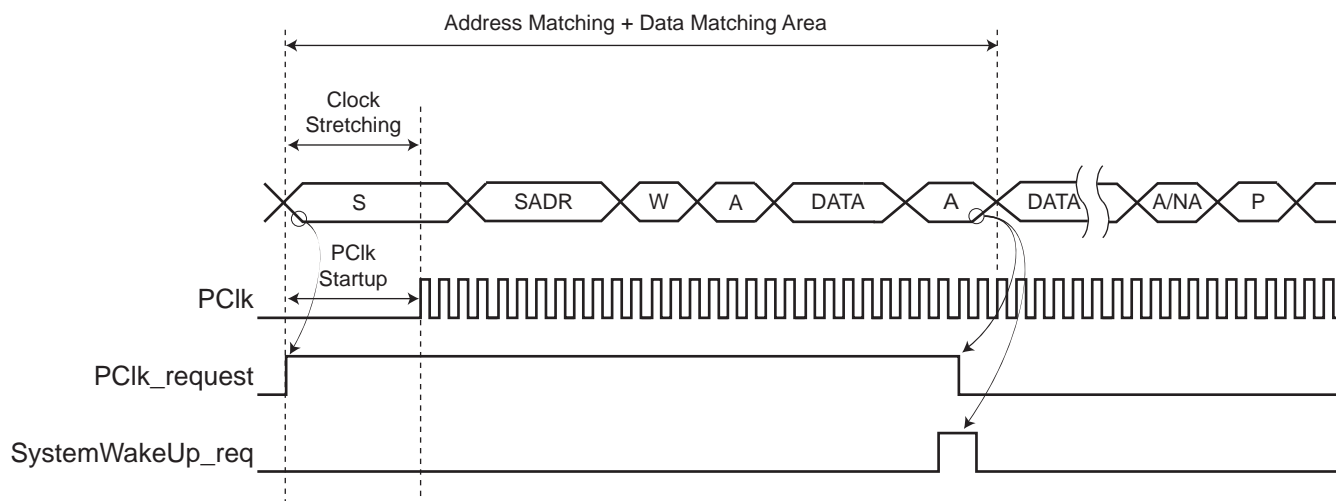 Address Matching + Data Matching Area
Clock
Stretching
S
SADR
W
A
DATA
A
DATA
A/NA
P
PClk
Startup
PClk
PClk_request
SystemWakeUp_req